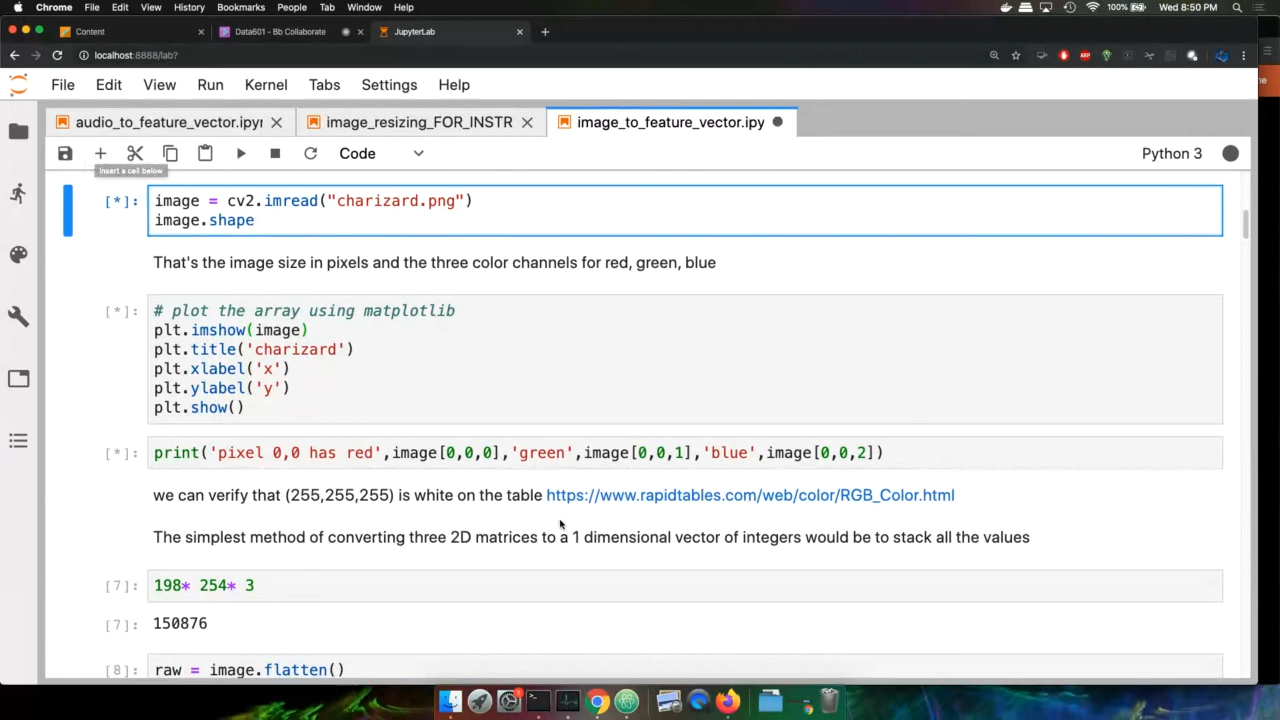 Chrome File Edit View History Bookmarks People Tab Window Help 100% Wed 8:50 PM
Content Data601 - Bb Collaborate JupyterLab
localhost:8888/lab?
File Edit View Run Kernel Tabs Settings Help
audio_to_feature_vector.ipyn image_resizing_FOR_INSTR image_to_feature_vector.ipy
Code Python 3
Insert a cell below
[*]: image = cv2.imread("charizard.png")
image.shape
That's the image size in pixels and the three color channels for red, green, blue
[*]: # plot the array using matplotlib
plt.imshow(image)
plt.title('charizard')
plt.xlabel('x')
plt.ylabel('y')
plt.show()
[*]: print('pixel 0,0 has red',image[0,0,0],'green',image[0,0,1],'blue',image[0,0,2])
we can verify that (255,255,255) is white on the table https://www.rapidtables.com/web/color/RGB_Color.html
The simplest method of converting three 2D matrices to a 1 dimensional vector of integers would be to stack all the values
[7]: 198* 254* 3
[7]: 150876
[8]: raw = image.flatten()